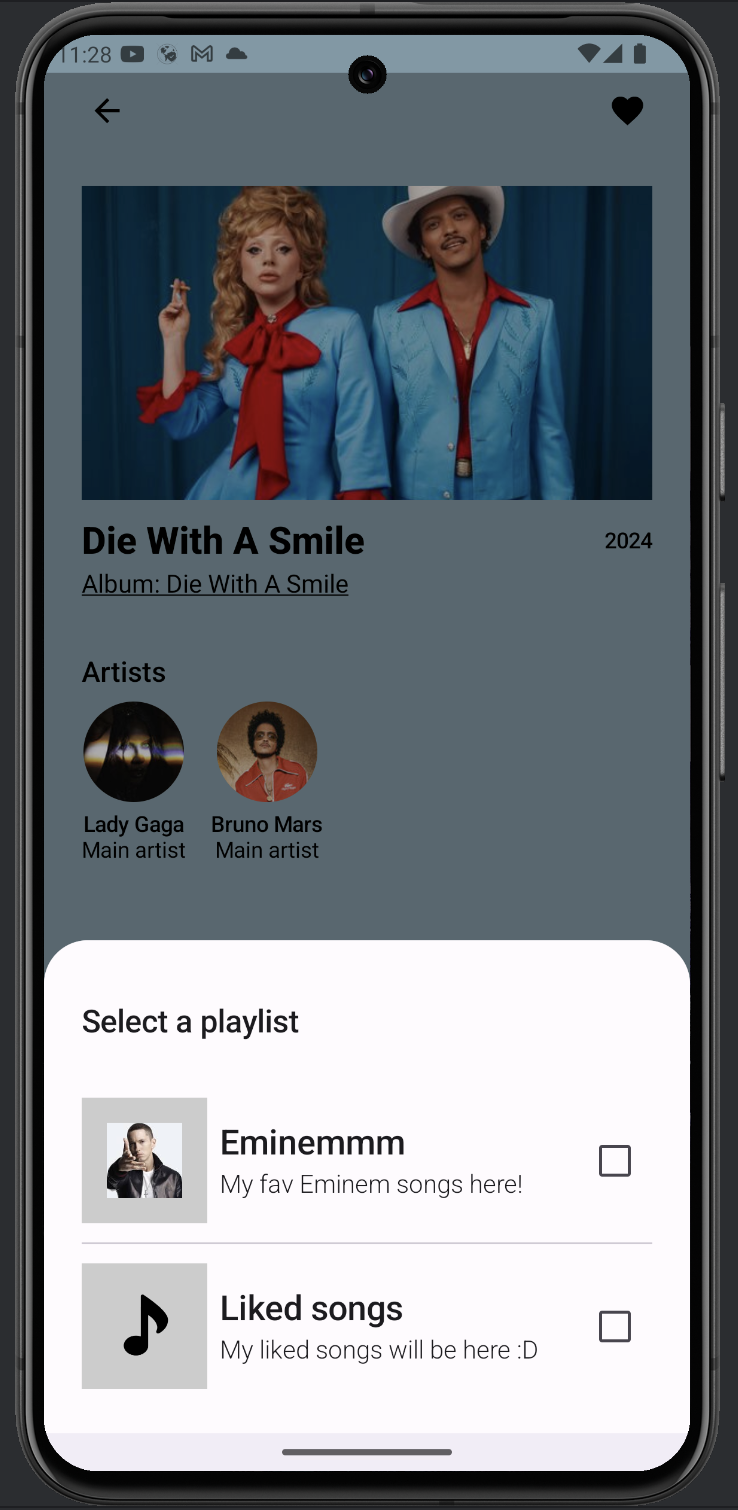 11:28
Die With A Smile
2024
Album: Die With A Smile
Artists
Lady Gaga
Bruno Mars
Main artist
Main artist
Select a playlist
Eminemmm
My fav Eminem songs here!
Liked songs
My liked songs will be here :D